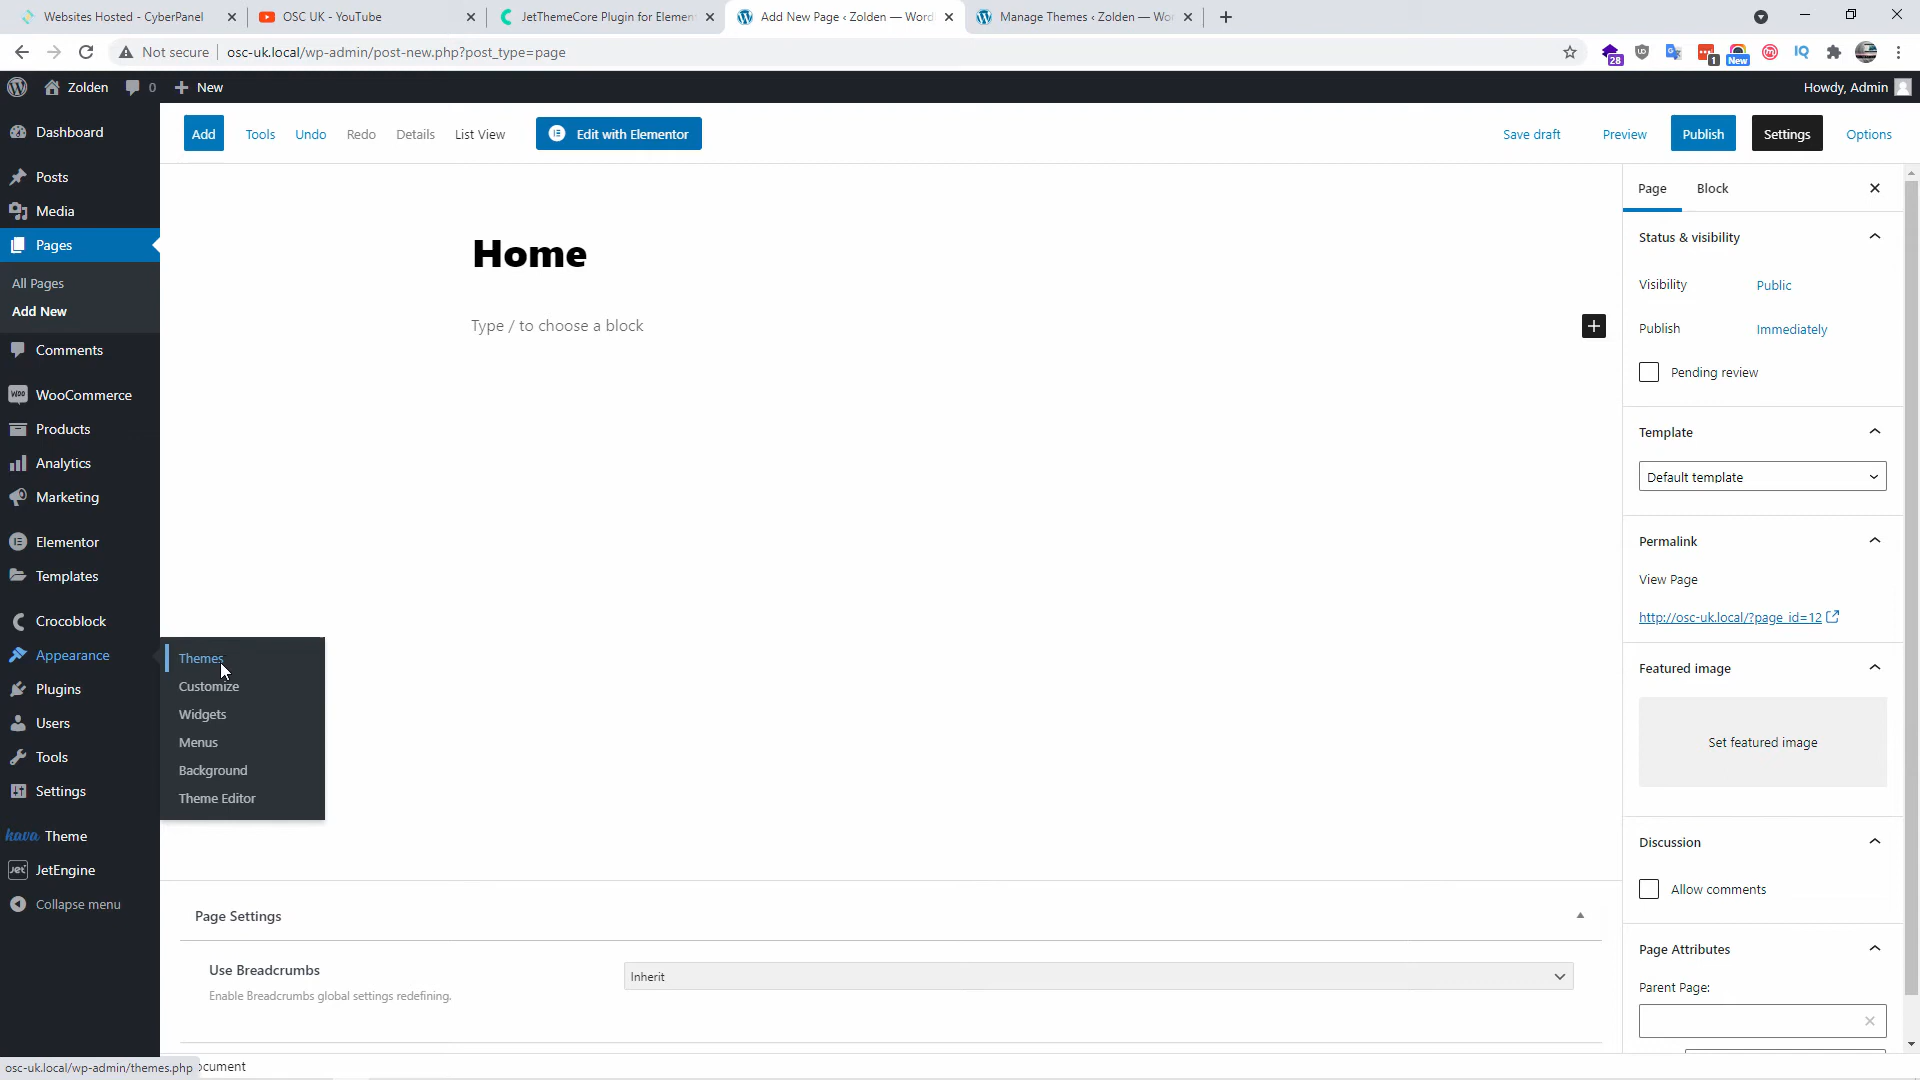 Websites Hosted - CyberPanel
OSC UK - YouTube
JetThemeCore Plugin for Elemen
Add New Page ‹ Zolden — Word
Manage Themes ‹ Zolden — Wor
Not secure
osc-uk.local/wp-admin/post-new.php?post_type=page
28
1
New
IQ
Zolden
0
New
Howdy, Admin
Dashboard
Posts
Media
Pages
All Pages
Add New
Comments
WooCommerce
Products
Analytics
Marketing
Elementor
Templates
Crocoblock
Appearance
Plugins
Users
Tools
Settings
kava Theme
JetEngine
Collapse menu
Themes
Customize
Widgets
Menus
Background
Theme Editor
Add
Tools
Undo
Redo
Details
List View
Edit with Elementor
Save draft
Preview
Publish
Settings
Options
Home
Type / to choose a block
Page Settings
Use Breadcrumbs
Enable Breadcrumbs global settings redefining.
Inherit
Page
Block
Status & visibility
Visibility
Public
Publish
Immediately
Pending review
Template
Default template
Permalink
View Page
http://osc-uk.local/?page_id=12
Featured image
Set featured image
Discussion
Allow comments
Page Attributes
Parent Page:
osc-uk.local/wp-admin/themes.php
ocument